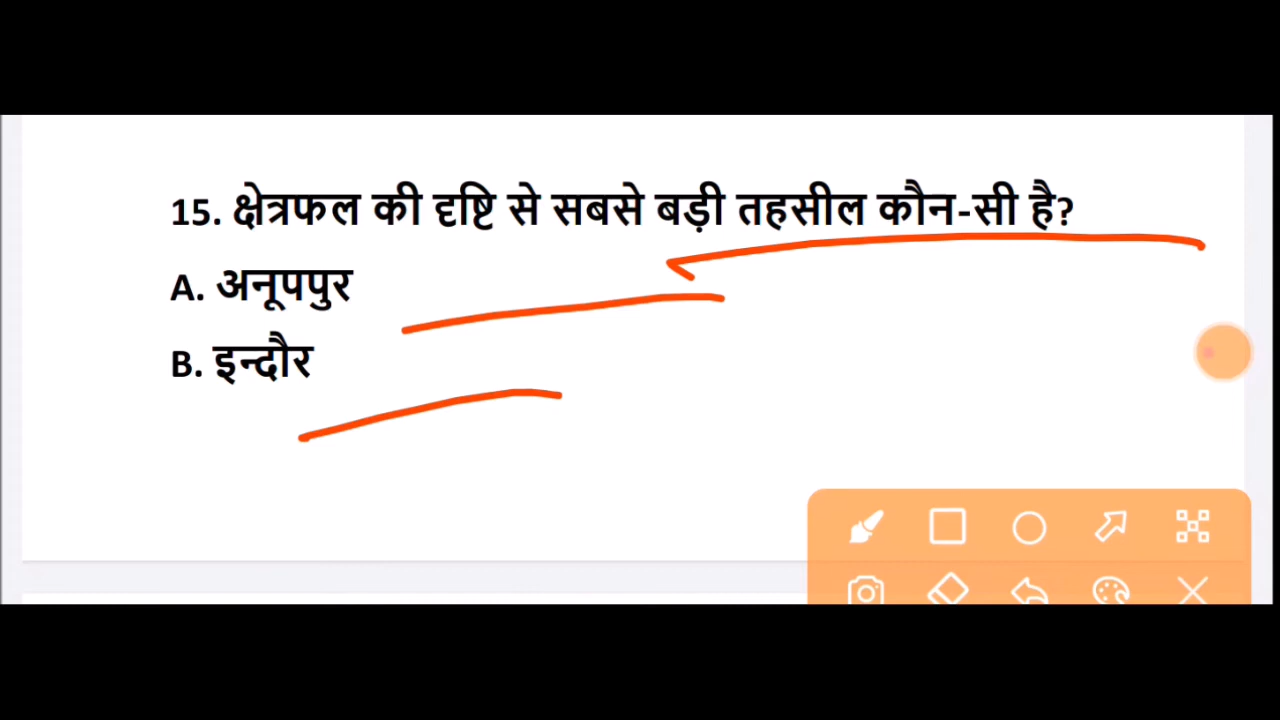 15. क्षेत्रफल की दृष्टि से सबसे बड़ी तहसील कौन-सी है?
A. अनूपपुर
B. इन्दौर